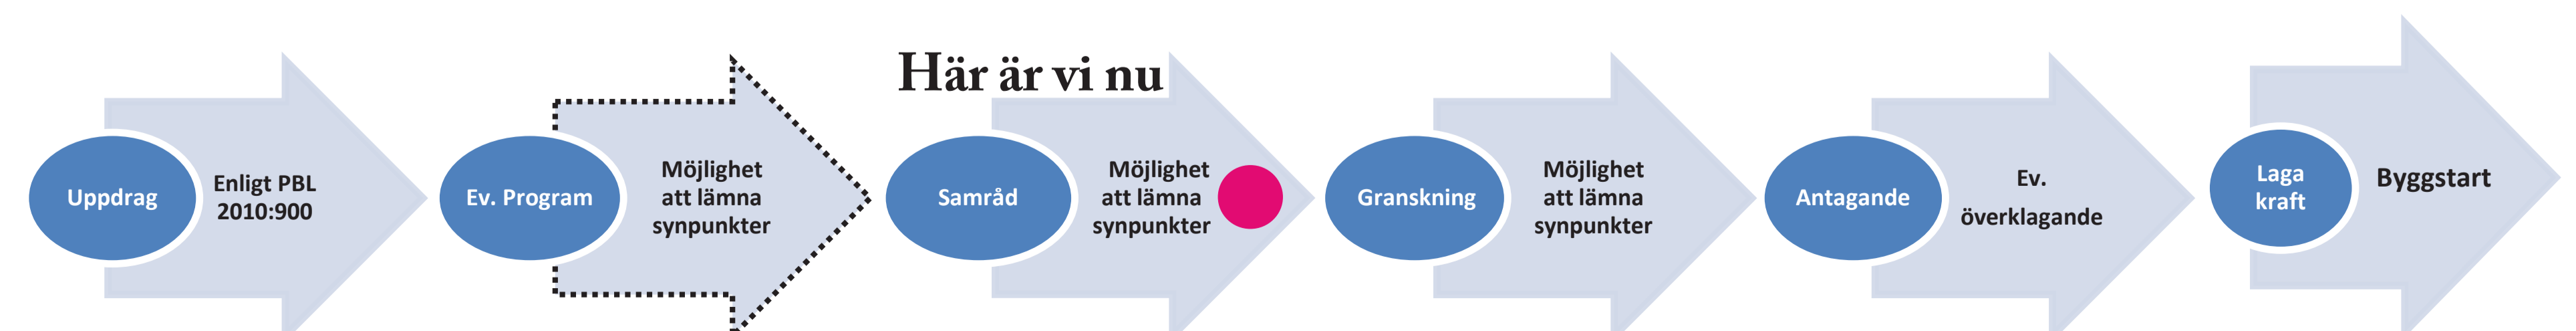 Här är vi nu
Uppdrag
Enligt PBL
2010:900
Ev. Program
Möjlighet
att lämna
synpunkter
Samråd
Möjlighet
att lämna
synpunkter
Granskning
Möjlighet
att lämna
synpunkter
Antagande
Ev.
överklagande
Laga
kraft
Byggstart